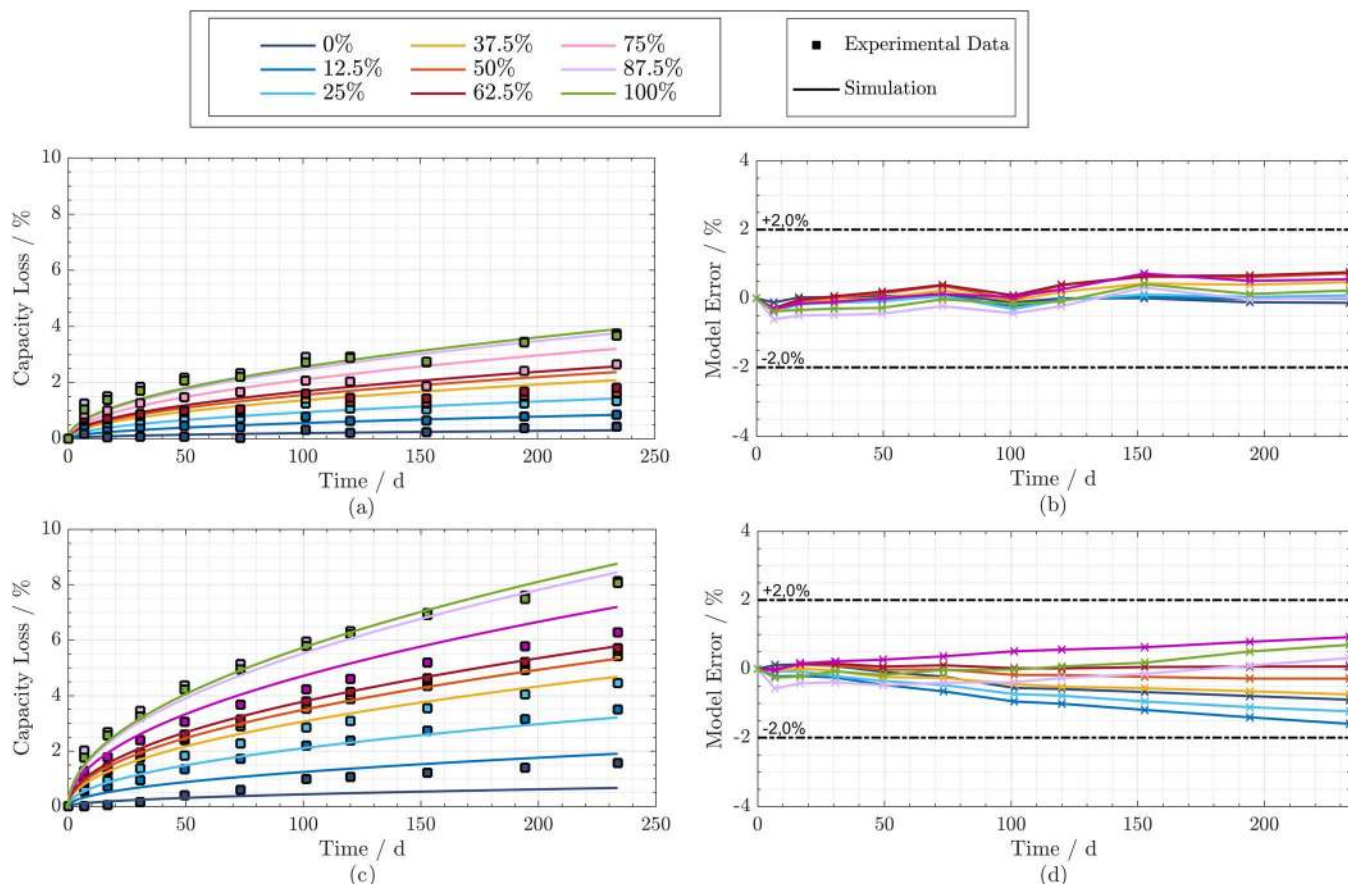 0% 37.5% 75% Experimental Data
12.5% 50% 87.5%
25% 62.5% 100% Simulation
10
8
6
4
2
0
Capacity Loss / %
0 50 100 150 200 250
Time / d
(a)
4
2
0
-2
-4
Model Error / %
+2,0%
-2,0%
0 50 100 150 200
Time / d
(b)
10
8
6
4
2
0
Capacity Loss / %
0 50 100 150 200 250
Time / d
(c)
4
2
0
-2
-4
Model Error / %
+2,0%
-2,0%
0 50 100 150 200
Time / d
(d)